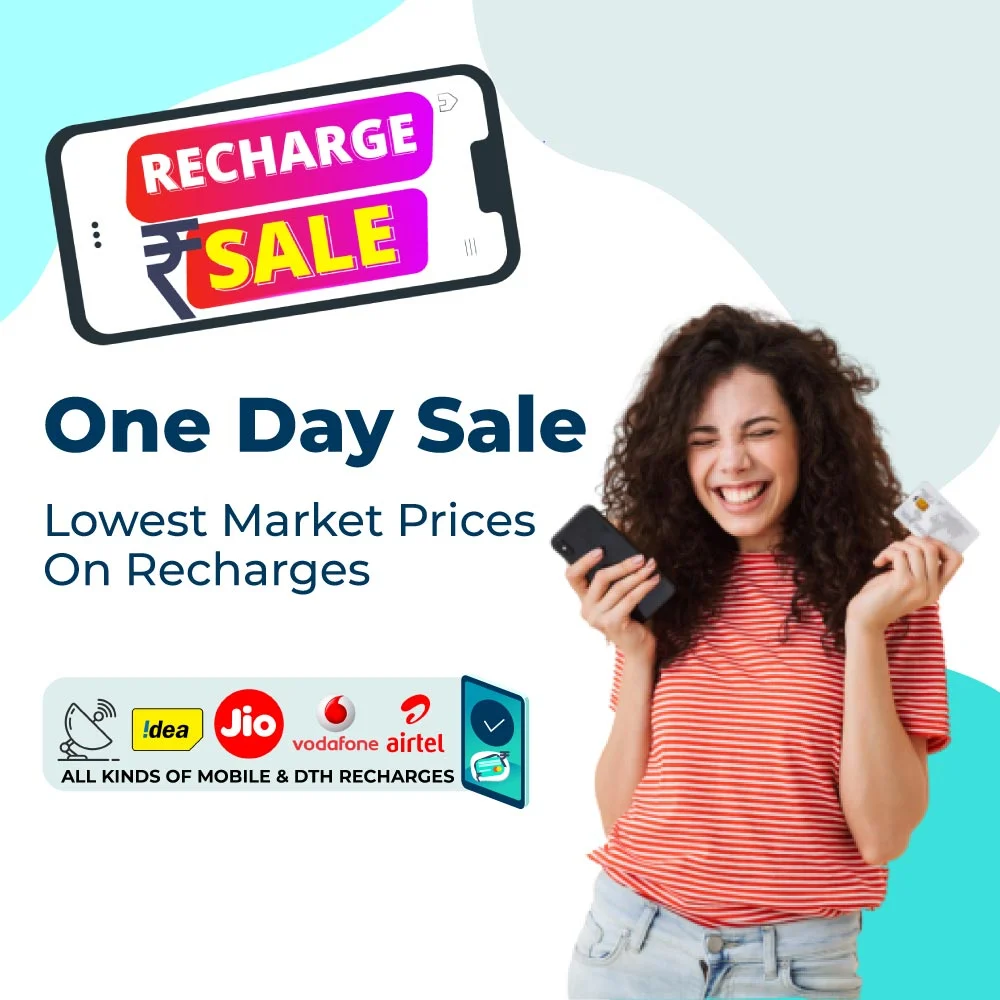 RECHARGE
₹SALE
One Day Sale
Lowest Market Prices
On Recharges
!dea Jio vodafone airtel
ALL KINDS OF MOBILE & DTH RECHARGES